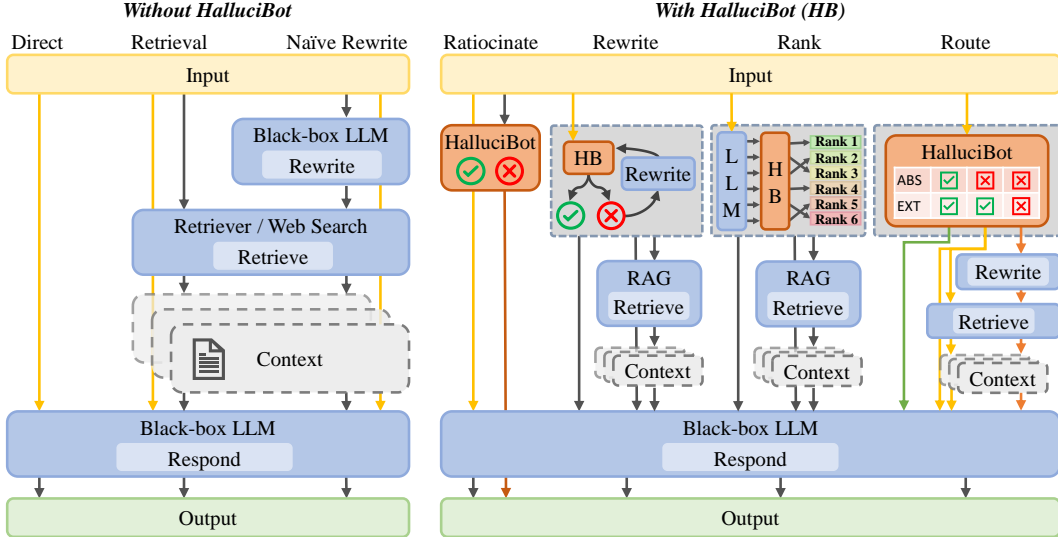 Without HalluciBot
Direct
Retrieval
Naïve Rewrite
Input
Black-box LLM
Rewrite
Retriever / Web Search
Retrieve
Context
Black-box LLM
Respond
Output
With HalluciBot (HB)
Ratiocinate
Rewrite
Rank
Route
Input
HalluciBot
HB
Rewrite
L
L
M
H
B
Rank 1
Rank 2
Rank 3
Rank 4
Rank 5
Rank 6
HalluciBot
ABS
EXT
RAG
Retrieve
Context
RAG
Retrieve
Context
Rewrite
Retrieve
Context
Black-box LLM
Respond
Output